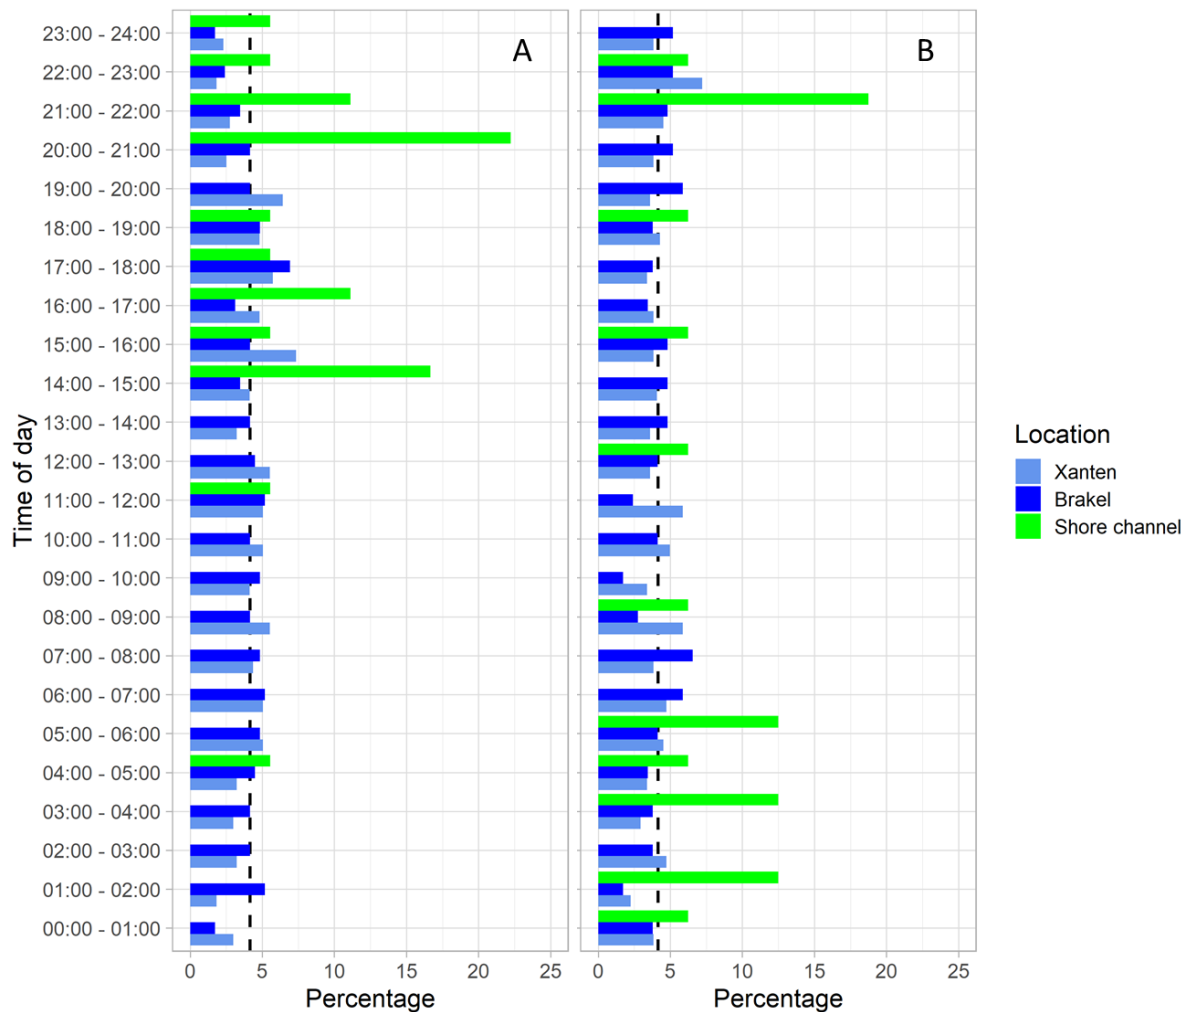 A
B
23:00 - 24:00
22:00 - 23:00
21:00 - 22:00
20:00 - 21:00
19:00 - 20:00
18:00 - 19:00
17:00 - 18:00
16:00 - 17:00
15:00 - 16:00
14:00 - 15:00
13:00 - 14:00
12:00 - 13:00
11:00 - 12:00
10:00 - 11:00
09:00 - 10:00
08:00 - 09:00
07:00 - 08:00
06:00 - 07:00
05:00 - 06:00
04:00 - 05:00
03:00 - 04:00
02:00 - 03:00
01:00 - 02:00
00:00 - 01:00
Time of day
0 5 10 15 20 25
0 5 10 15 20 25
Percentage
Percentage
Location
Xanten
Brakel
Shore channel